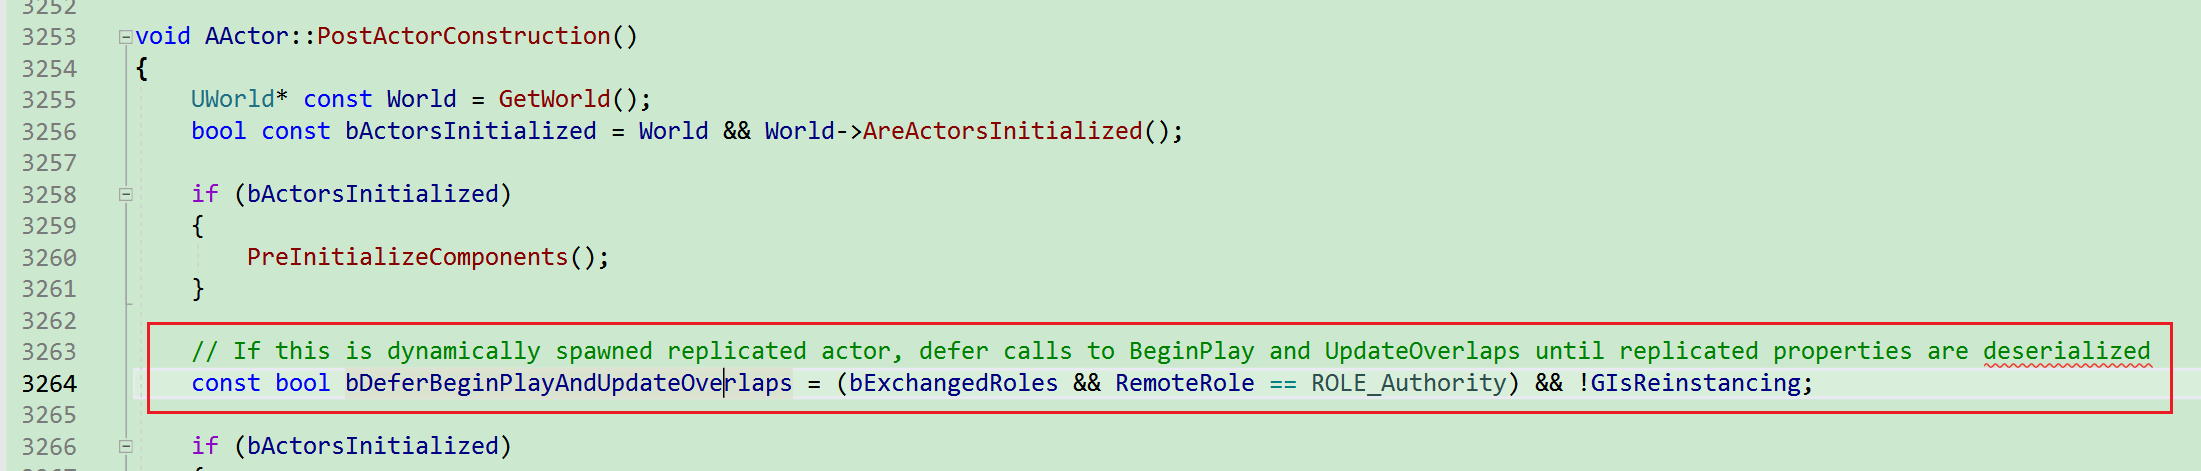 3252
3253 void AActor::PostActorConstruction()
3254 {
3255 UWorld* const World = GetWorld();
3256 bool const bActorsInitialized = World && World->AreActorsInitialized();
3257
3258 if (bActorsInitialized)
3259 {
3260 PreInitializeComponents();
3261 }
3262
3263 // If this is dynamically spawned replicated actor, defer calls to BeginPlay and UpdateOverlaps until replicated properties are deserialized
3264 const bool bDeferBeginPlayAndUpdateOverlaps = (bExchangedRoles && RemoteRole == ROLE_Authority) && !GIsReinstancing;
3265
3266 if (bActorsInitialized)